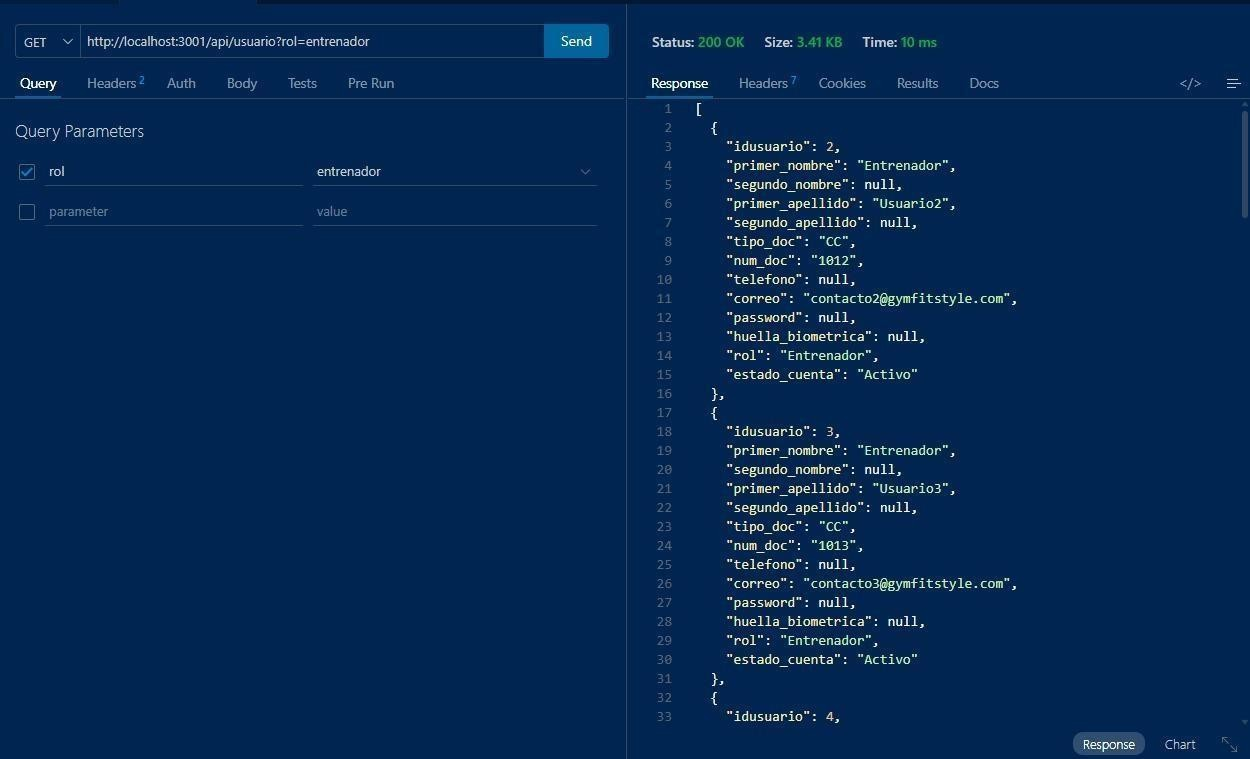 GET http://localhost:3001/api/usuario?rol=entrenador Send
Query Headers 2 Auth Body Tests Pre Run
Query Parameters
rol entrenador
parameter value
Status: 200 OK Size: 3.41 KB Time: 10 ms
Response Headers 7 Cookies Results Docs </>
1 [
2 {
3 "idusuario": 2,
4 "primer_nombre": "Entrenador",
5 "segundo_nombre": null,
6 "primer_apellido": "Usuario2",
7 "segundo_apellido": null,
8 "tipo_doc": "CC",
9 "num_doc": "1012",
10 "telefono": null,
11 "correo": "contacto2@gymfitstyle.com",
12 "password": null,
13 "huella_biometrica": null,
14 "rol": "Entrenador",
15 "estado_cuenta": "Activo"
16 },
17 {
18 "idusuario": 3,
19 "primer_nombre": "Entrenador",
20 "segundo_nombre": null,
21 "primer_apellido": "Usuario3",
22 "segundo_apellido": null,
23 "tipo_doc": "CC",
24 "num_doc": "1013",
25 "telefono": null,
26 "correo": "contacto3@gymfitstyle.com",
27 "password": null,
28 "huella_biometrica": null,
29 "rol": "Entrenador",
30 "estado_cuenta": "Activo"
31 },
32 {
33 "idusuario": 4,
Response Chart